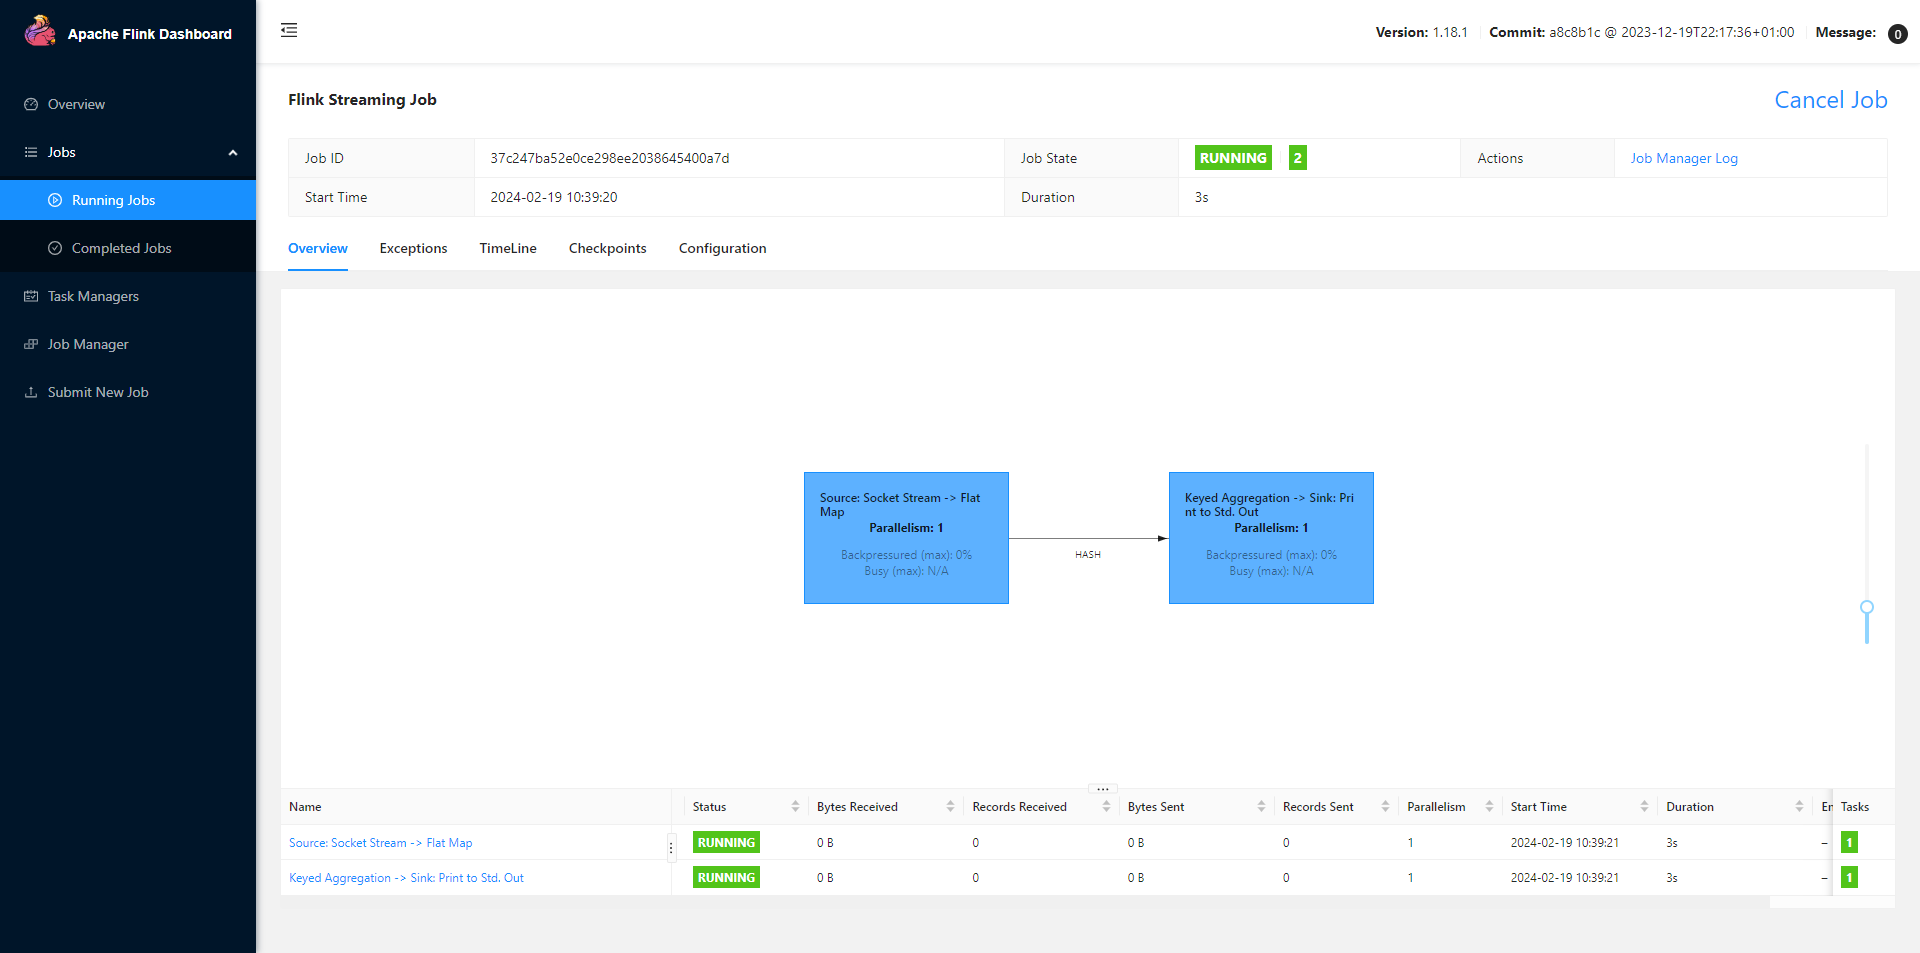 Apache Flink Dashboard
Version: 1.18.1 Commit: a8c8b1c @ 2023-12-19T22:17:36+01:00 Message: 0
Overview
Jobs
Running Jobs
Completed Jobs
Task Managers
Job Manager
Submit New Job
Flink Streaming Job
Cancel Job
Job ID 37c247ba52e0ce298ee2038645400a7d Job State RUNNING 2 Actions Job Manager Log
Start Time 2024-02-19 10:39:20 Duration 3s
Overview Exceptions TimeLine Checkpoints Configuration
Source: Socket Stream -> Flat
Map
Parallelism: 1
Backpressured (max): 0%
Busy (max): N/A
HASH
Keyed Aggregation -> Sink: Pri
nt to Std. Out
Parallelism: 1
Backpressured (max): 0%
Busy (max): N/A
Name Status Bytes Received Records Received Bytes Sent Records Sent Parallelism Start Time Duration En Tasks
Source: Socket Stream -> Flat Map RUNNING 0 B 0 0 B 0 1 2024-02-19 10:39:21 3s – 1
Keyed Aggregation -> Sink: Print to Std. Out RUNNING 0 B 0 0 B 0 1 2024-02-19 10:39:21 3s – 1